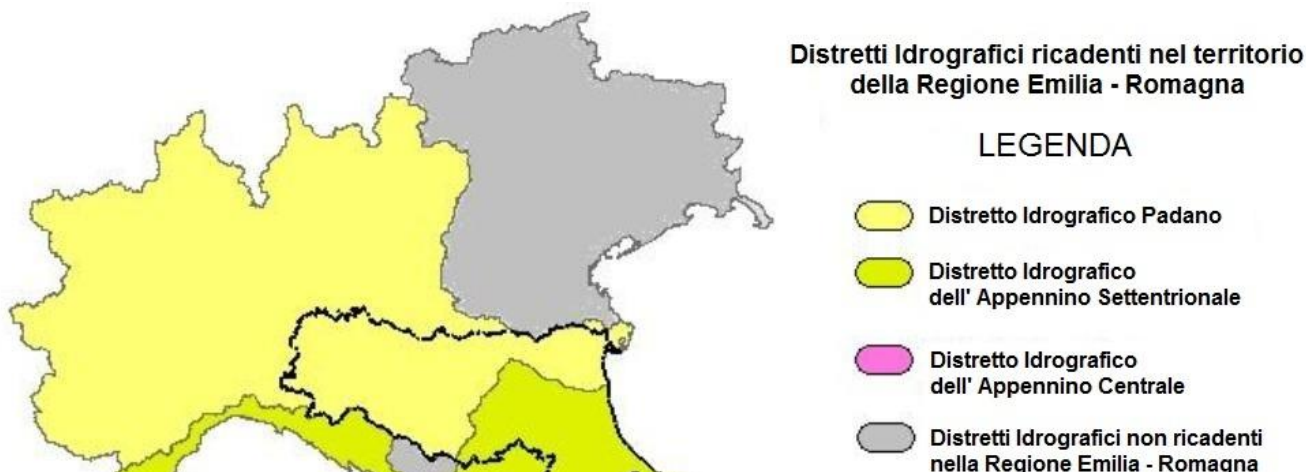 Distretti Idrografici ricadenti nel territorio
della Regione Emilia - Romagna
LEGENDA
Distretto Idrografico Padano
Distretto Idrografico
dell' Appennino Settentrionale
Distretto Idrografico
dell' Appennino Centrale
Distretti Idrografici non ricadenti
nella Regione Emilia - Romagna